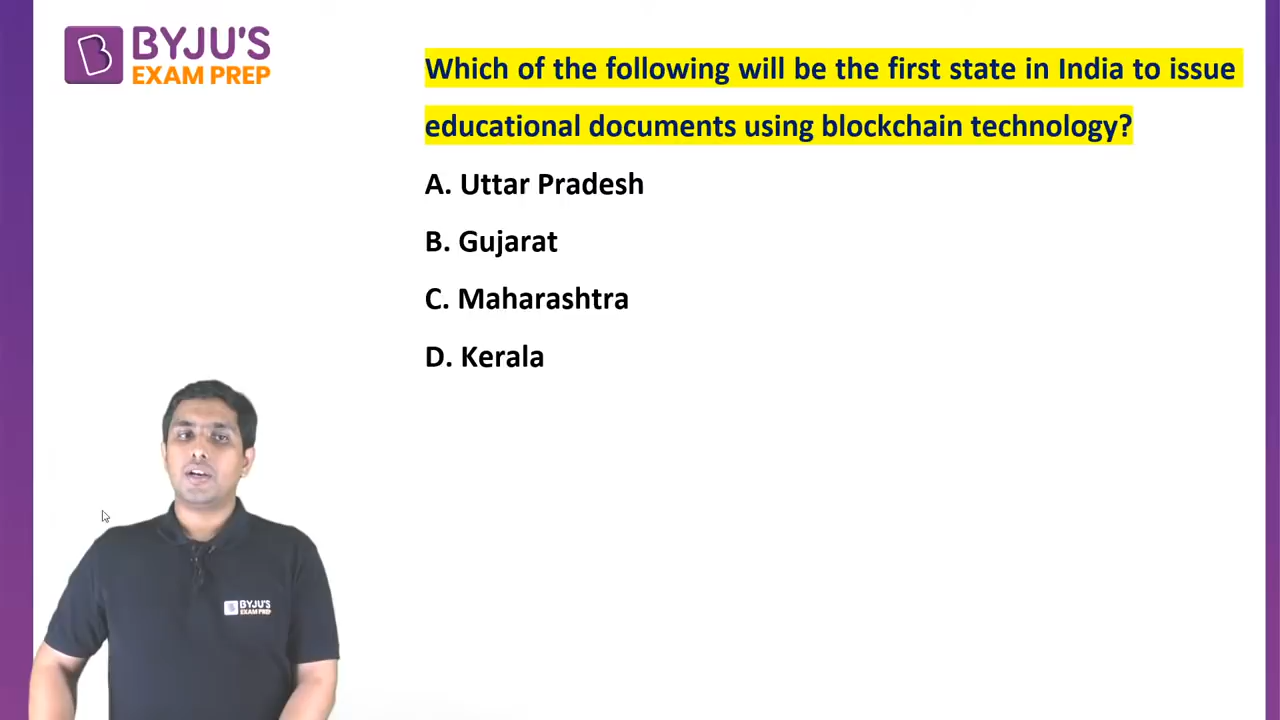 BYJU'S
EXAM PREP
Which of the following will be the first state in India to issue
educational documents using blockchain technology?
A. Uttar Pradesh
B. Gujarat
C. Maharashtra
D. Kerala
BYJU'S
EXAM PREP